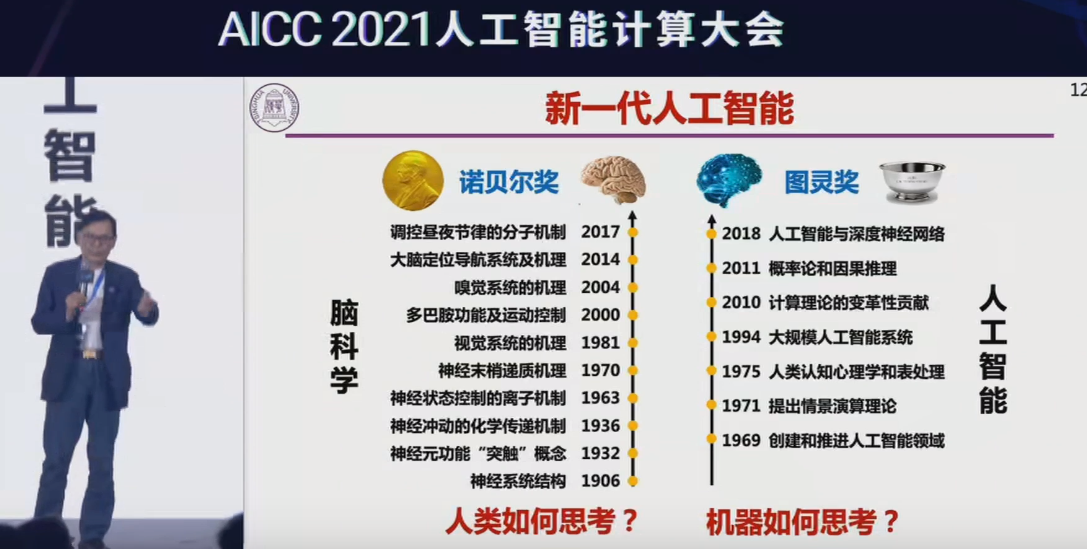 AICC 2021人工智能计算大会
工
智
能
TSINGHUA UNIVERSITY
新一代人工智能
12
诺贝尔奖
图灵奖
脑科学
调控昼夜节律的分子机制 2017
大脑定位导航系统及机理 2014
嗅觉系统的机理 2004
多巴胺功能及运动控制 2000
视觉系统的机理 1981
神经末梢递质机理 1970
神经状态控制的离子机制 1963
神经冲动的化学传递机制 1936
神经元功能“突触”概念 1932
神经系统结构 1906
人类如何思考？
2018 人工智能与深度神经网络
2011 概率论和因果推理
2010 计算理论的变革性贡献
1994 大规模人工智能系统
1975 人类认知心理学和表处理
1971 提出情景演算理论
1969 创建和推进人工智能领域
人工智能
机器如何思考？